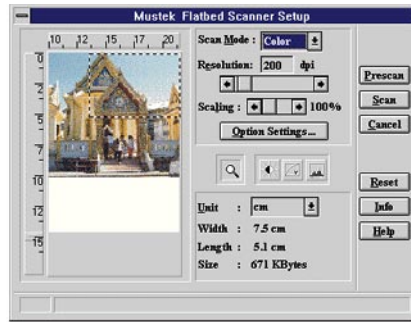 Mustek Flatbed Scanner Setup
10, 12 15 17 20
0
2
5
7
10
12
15
Scan Mode : Color
Resolution: 200 dpi
Scaling : 100%
Option Settings...
Prescan
Scan
Cancel
Reset
Info
Help
Unit : cm
Width : 7.5 cm
Length : 5.1 cm
Size : 671 KBytes